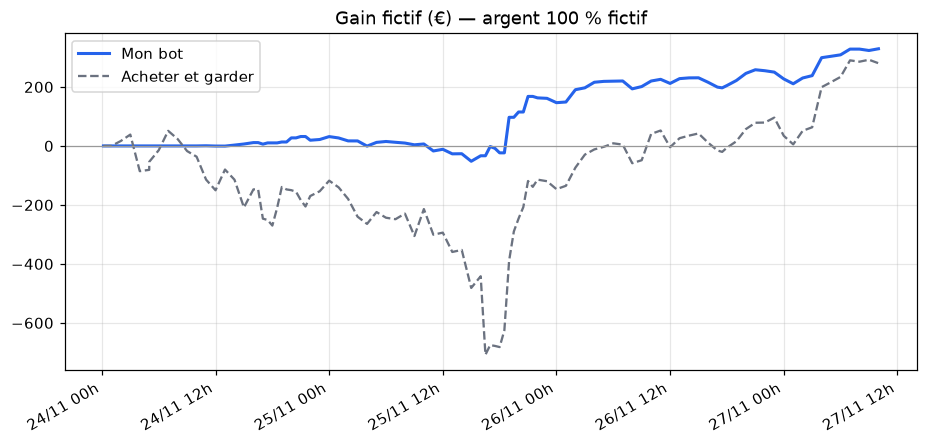 Gain fictif (€) — argent 100 % fictif
Mon bot
Acheter et garder
200
0
−200
−400
−600
24/11 00h
24/11 12h
25/11 00h
25/11 12h
26/11 00h
26/11 12h
27/11 00h
27/11 12h